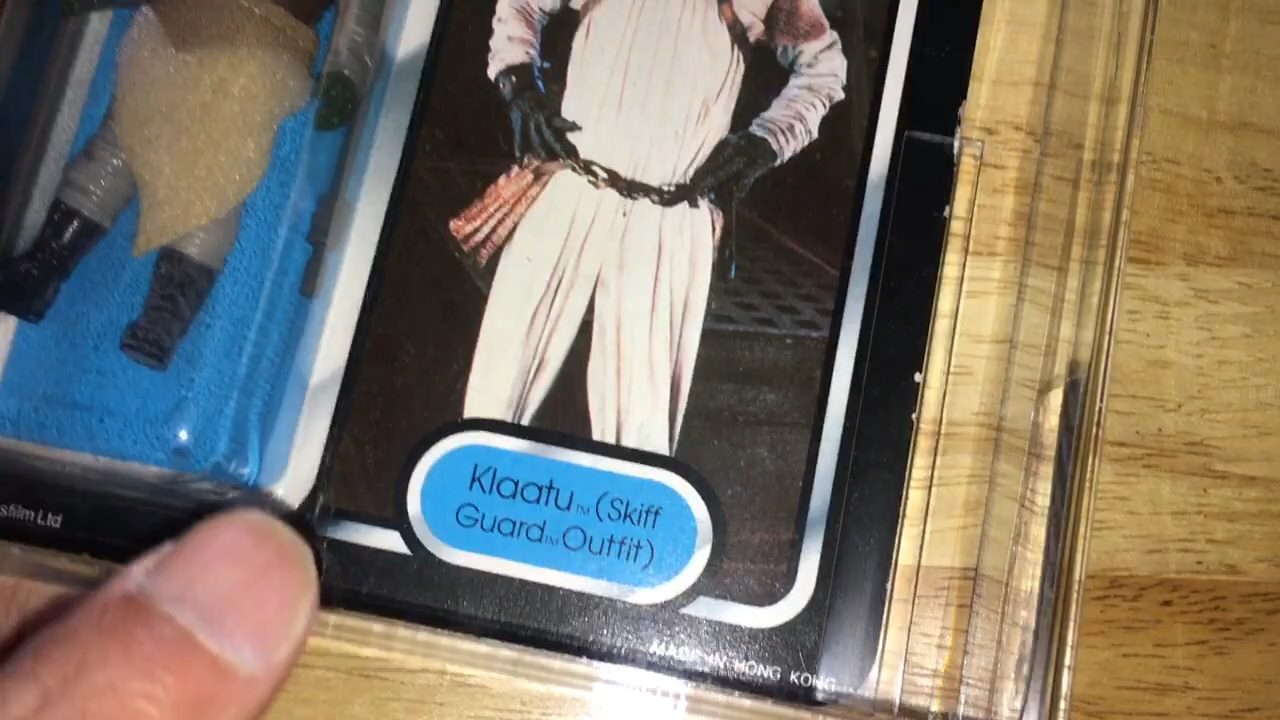 Klaatu™ (Skiff
Guard™ Outfit)
sfilm Ltd
MADE IN HONG KONG